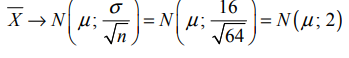 X̄ → N(μ; σ/√n) = N(μ; 16/√64) = N(μ; 2)